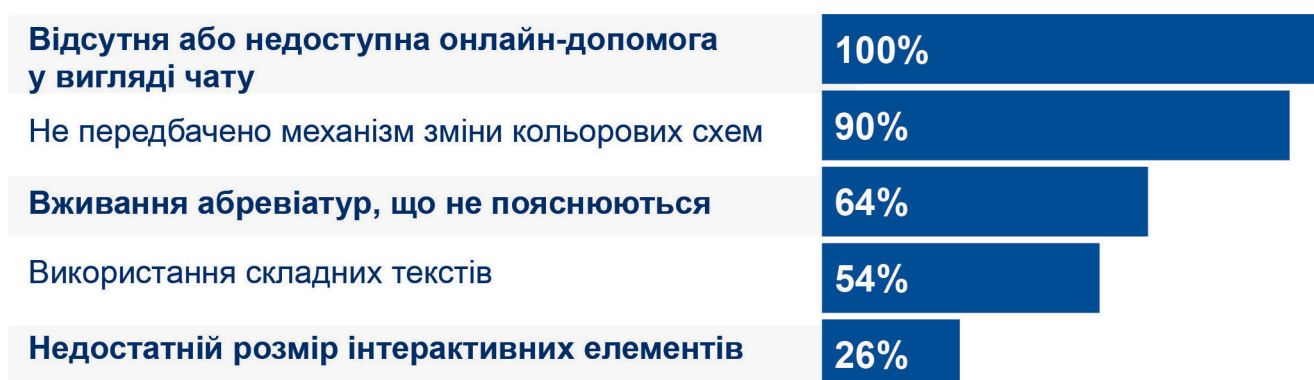 Відсутня або недоступна онлайн-допомога
у вигляді чату
100%
Не передбачено механізм зміни кольорових схем
90%
Вживання абревіатур, що не пояснюються
64%
Використання складних текстів
54%
Недостатній розмір інтерактивних елементів
26%